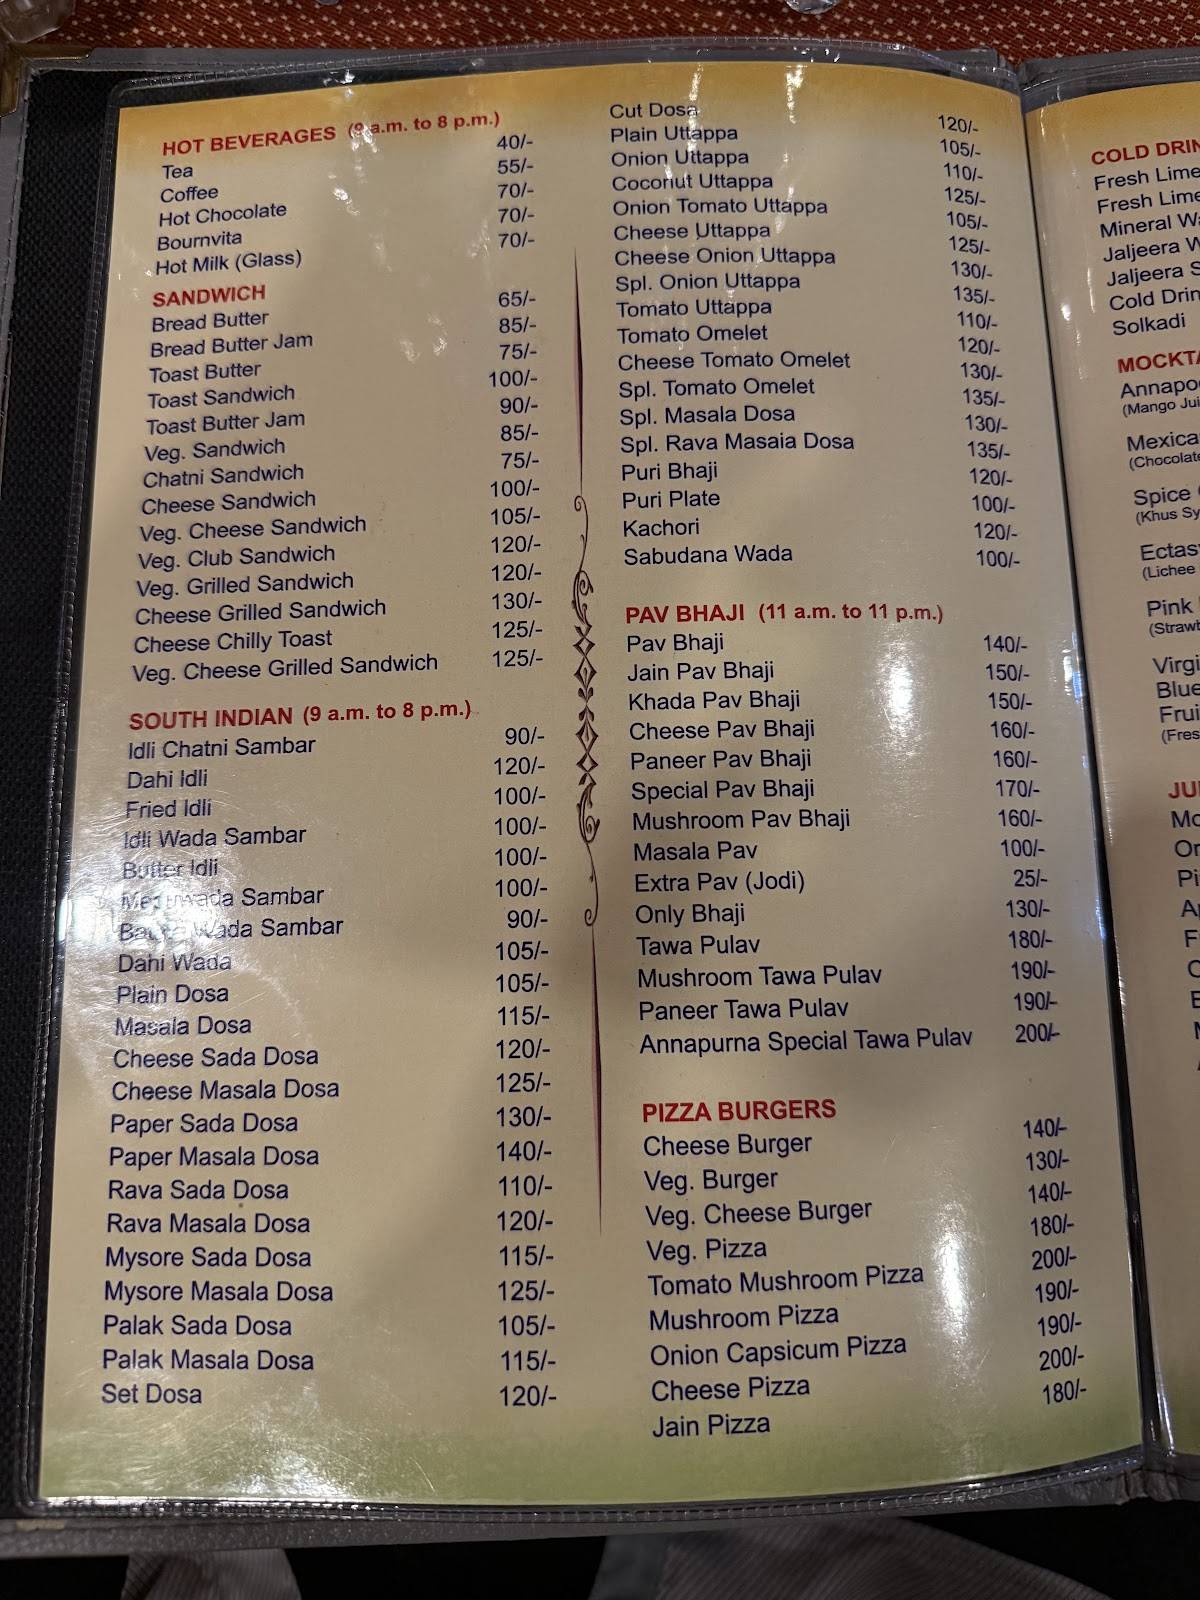 HOT BEVERAGES (9 a.m. to 8 p.m.)
Tea 40/-
Coffee 55/-
Hot Chocolate 70/-
Bournvita 70/-
Hot Milk (Glass) 70/-
SANDWICH
Bread Butter 65/-
Bread Butter Jam 85/-
Toast Butter 75/-
Toast Sandwich 100/-
Toast Butter Jam 90/-
Veg. Sandwich 85/-
Chatni Sandwich 75/-
Cheese Sandwich 100/-
Veg. Cheese Sandwich 105/-
Veg. Club Sandwich 120/-
Veg. Grilled Sandwich 120/-
Cheese Grilled Sandwich 130/-
Cheese Chilly Toast 125/-
Veg. Cheese Grilled Sandwich 125/-
SOUTH INDIAN (9 a.m. to 8 p.m.)
Idli Chatni Sambar 90/-
Dahi Idli 120/-
Fried Idli 100/-
Idli Wada Sambar 100/-
Butter Idli 100/-
Wada Sambar 100/-
Wada Sambar 90/-
Dahi Wada 105/-
Plain Dosa 105/-
Masala Dosa 115/-
Cheese Sada Dosa 120/-
Cheese Masala Dosa 125/-
Paper Sada Dosa 130/-
Paper Masala Dosa 140/-
Rava Sada Dosa 110/-
Rava Masala Dosa 120/-
Mysore Sada Dosa 115/-
Mysore Masala Dosa 125/-
Palak Sada Dosa 105/-
Palak Masala Dosa 115/-
Set Dosa 120/-
Cut Dosa 120/-
Plain Uttappa 105/-
Onion Uttappa 110/-
Coconut Uttappa 125/-
Onion Tomato Uttappa 105/-
Cheese Uttappa 125/-
Cheese Onion Uttappa 130/-
Spl. Onion Uttappa 135/-
Tomato Uttappa 110/-
Tomato Omelet 120/-
Cheese Tomato Omelet 130/-
Spl. Tomato Omelet 135/-
Spl. Masala Dosa 130/-
Spl. Rava Masaia Dosa 135/-
Puri Bhaji 120/-
Puri Plate 100/-
Kachori 120/-
Sabudana Wada 100/-
PAV BHAJI (11 a.m. to 11 p.m.)
Pav Bhaji 140/-
Jain Pav Bhaji 150/-
Khada Pav Bhaji 150/-
Cheese Pav Bhaji 160/-
Paneer Pav Bhaji 160/-
Special Pav Bhaji 170/-
Mushroom Pav Bhaji 160/-
Masala Pav 100/-
Extra Pav (Jodi) 25/-
Only Bhaji 130/-
Tawa Pulav 180/-
Mushroom Tawa Pulav 190/-
Paneer Tawa Pulav 190/-
Annapurna Special Tawa Pulav 200/-
PIZZA BURGERS
Cheese Burger 140/-
Veg. Burger 130/-
Veg. Cheese Burger 140/-
Veg. Pizza 180/-
Tomato Mushroom Pizza 200/-
Mushroom Pizza 190/-
Onion Capsicum Pizza 190/-
Cheese Pizza 200/-
Jain Pizza 180/-
COLD
Fresh Lime
Fresh Lime
Mineral
Jaljeera
Jaljeera
Cold
Solkadi
(Mango
Spice
(Khus
(Lichee
Pink